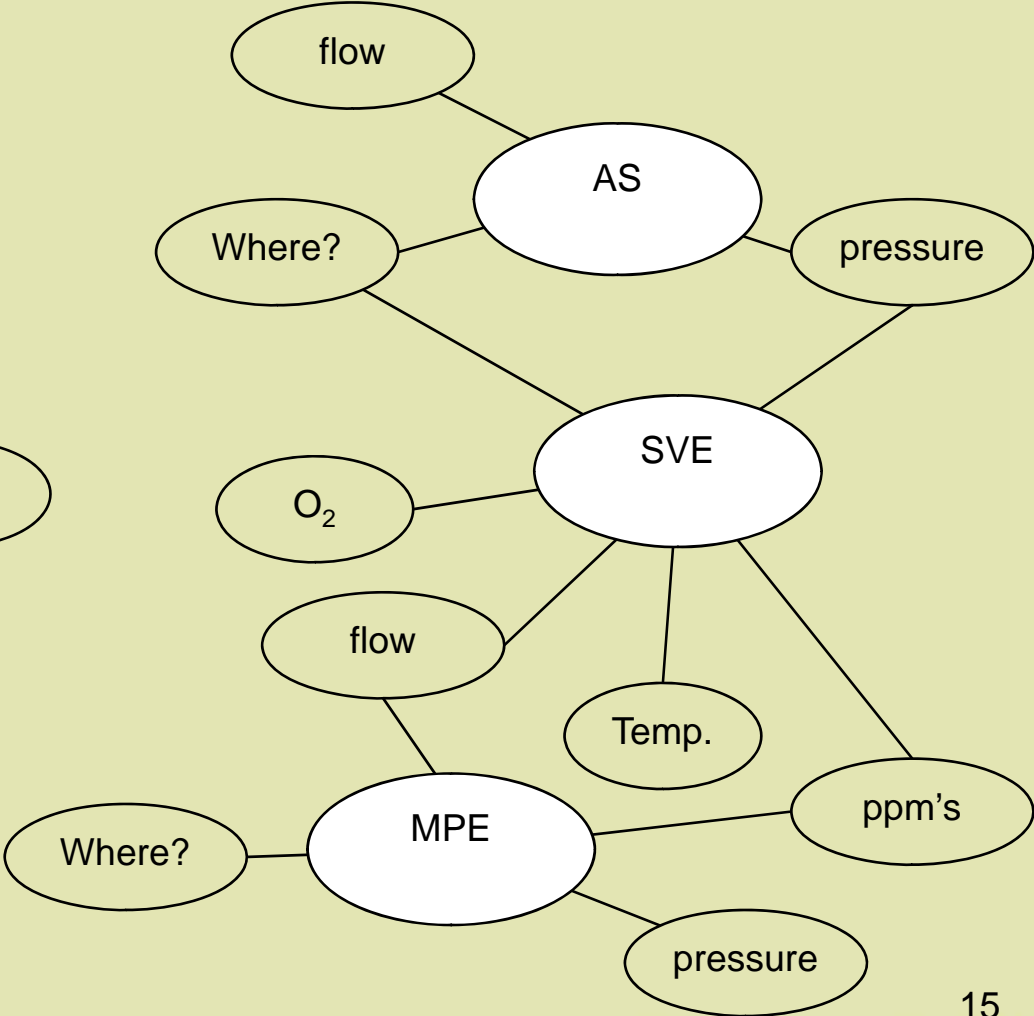 flow
AS
Where?
pressure
SVE
O₂
flow
Temp.
ppm's
MPE
Where?
pressure
15